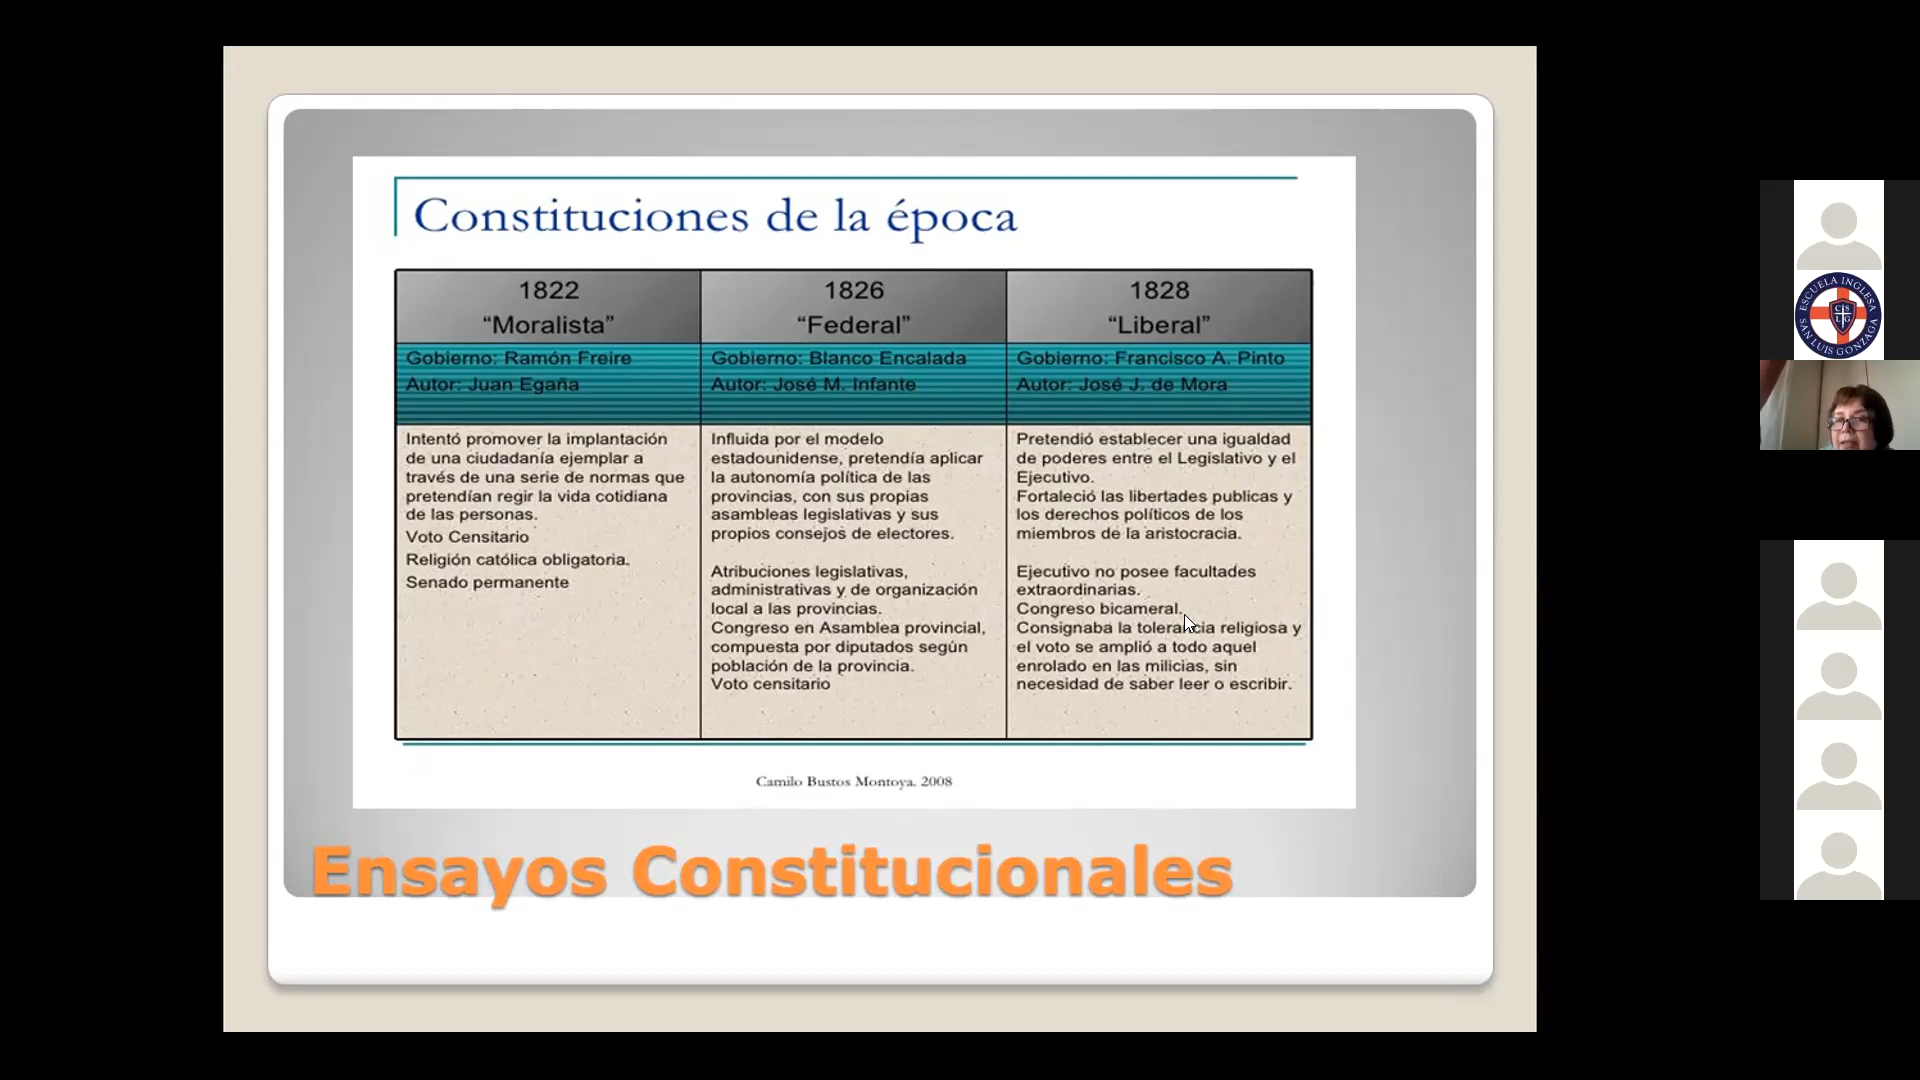 Constituciones de la época
1822
“Moralista”
1826
“Federal”
1828
“Liberal”
Gobierno: Ramón Freire
Autor: Juan Egaña
Gobierno: Blanco Encalada
Autor: José M. Infante
Gobierno: Francisco A. Pinto
Autor: José J. de Mora
Intentó promover la implantación
de una ciudadanía ejemplar a
través de una serie de normas que
pretendían regir la vida cotidiana
de las personas.
Voto Censitario
Religión católica obligatoria.
Senado permanente
Influida por el modelo
estadounidense, pretendía aplicar
la autonomía política de las
provincias, con sus propias
asambleas legislativas y sus
propios consejos de electores.
Atribuciones legislativas,
administrativas y de organización
local a las provincias.
Congreso en Asamblea provincial,
compuesta por diputados según
población de la provincia.
Voto censitario
Pretendió establecer una igualdad
de poderes entre el Legislativo y el
Ejecutivo.
Fortaleció las libertades publicas y
los derechos políticos de los
miembros de la aristocracia.
Ejecutivo no posee facultades
extraordinarias.
Congreso bicameral.
Consignaba la tolerancia religiosa y
el voto se amplió a todo aquel
enrolado en las milicias, sin
necesidad de saber leer o escribir.
Camilo Bustos Montoya. 2008
Ensayos Constitucionales
ESCUELA INGLESA
SAN LUIS GONZAGA